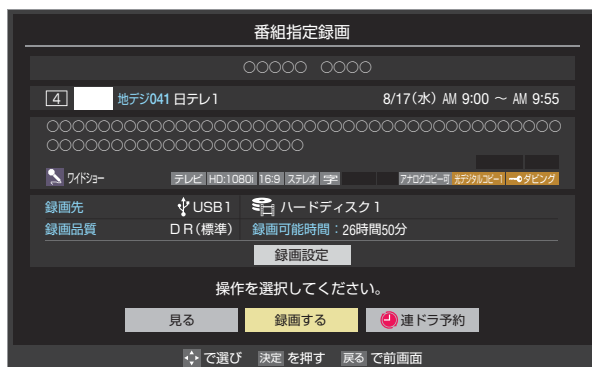 番組指定録画
○○○○○ ○○○○
4 地デジ041 日テレ1 8/17(水) AM 9:00 ～ AM 9:55
○○○○○○○○○○○○○○○○○○○○○○○○○○○○○○
○○○○○○○○○○○○○○○
ワイドショー テレビ HD:1080i 16:9 ステレオ 字 アナログコピー可 光デジタルコピー1 ダビング
録画先 USB1 ハードディスク1
録画品質 DR(標準) 録画可能時間：26時間50分
録画設定
操作を選択してください。
見る 録画する 連ドラ予約
で選び 決定 を押す 戻る で前画面